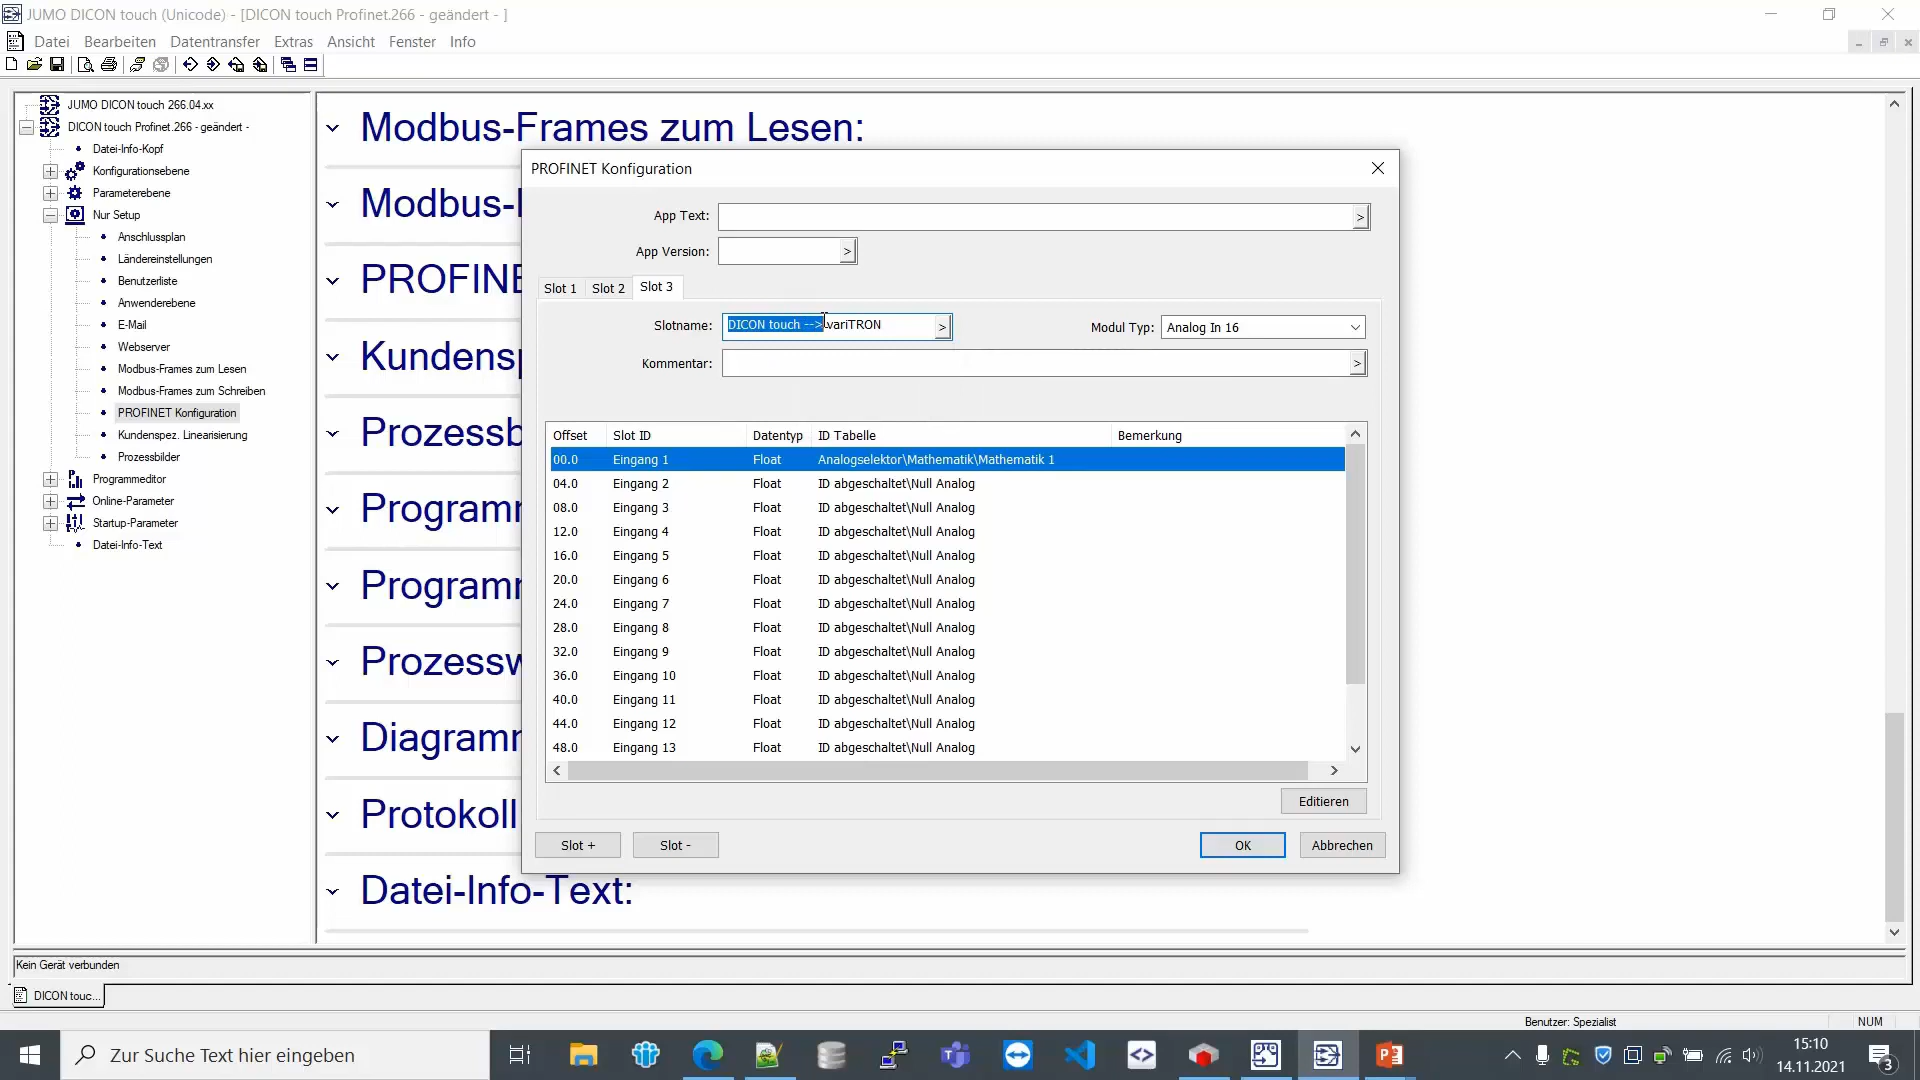 JUMO DICON touch (Unicode) - [DICON touch Profinet.266 - geändert - ]
Datei Bearbeiten Datentransfer Extras Ansicht Fenster Info
JUMO DICON touch 266.04.xx
DICON touch Profinet.266 - geändert -
Datei-Info-Kopf
Konfigurationsebene
Parameterebene
Nur Setup
Anschlussplan
Ländereinstellungen
Benutzerliste
Anwenderebene
E-Mail
Webserver
Modbus-Frames zum Lesen
Modbus-Frames zum Schreiben
PROFINET Konfiguration
Kundenspez. Linearisierung
Prozessbilder
Programmeditor
Online-Parameter
Startup-Parameter
Datei-Info-Text
Modbus-Frames zum Lesen:
Modbus-
PROFINE
Kundensp
Prozessb
Programm
Programm
Prozessw
Diagramm
Protokoll
Datei-Info-Text:
PROFINET Konfiguration
App Text: >
App Version: >
Slot 1 Slot 2 Slot 3
Slotname: DICON touch --> variTRON > Modul Typ: Analog In 16
Kommentar: >
Offset Slot ID Datentyp ID Tabelle Bemerkung
00.0 Eingang 1 Float Analogselektor\Mathematik\Mathematik 1
04.0 Eingang 2 Float ID abgeschaltet\Null Analog
08.0 Eingang 3 Float ID abgeschaltet\Null Analog
12.0 Eingang 4 Float ID abgeschaltet\Null Analog
16.0 Eingang 5 Float ID abgeschaltet\Null Analog
20.0 Eingang 6 Float ID abgeschaltet\Null Analog
24.0 Eingang 7 Float ID abgeschaltet\Null Analog
28.0 Eingang 8 Float ID abgeschaltet\Null Analog
32.0 Eingang 9 Float ID abgeschaltet\Null Analog
36.0 Eingang 10 Float ID abgeschaltet\Null Analog
40.0 Eingang 11 Float ID abgeschaltet\Null Analog
44.0 Eingang 12 Float ID abgeschaltet\Null Analog
48.0 Eingang 13 Float ID abgeschaltet\Null Analog
Editieren
Slot + Slot - OK Abbrechen
Kein Gerät verbunden
DICON touc...
Benutzer: Spezialist NUM
Zur Suche Text hier eingeben
15:10
14.11.2021
3